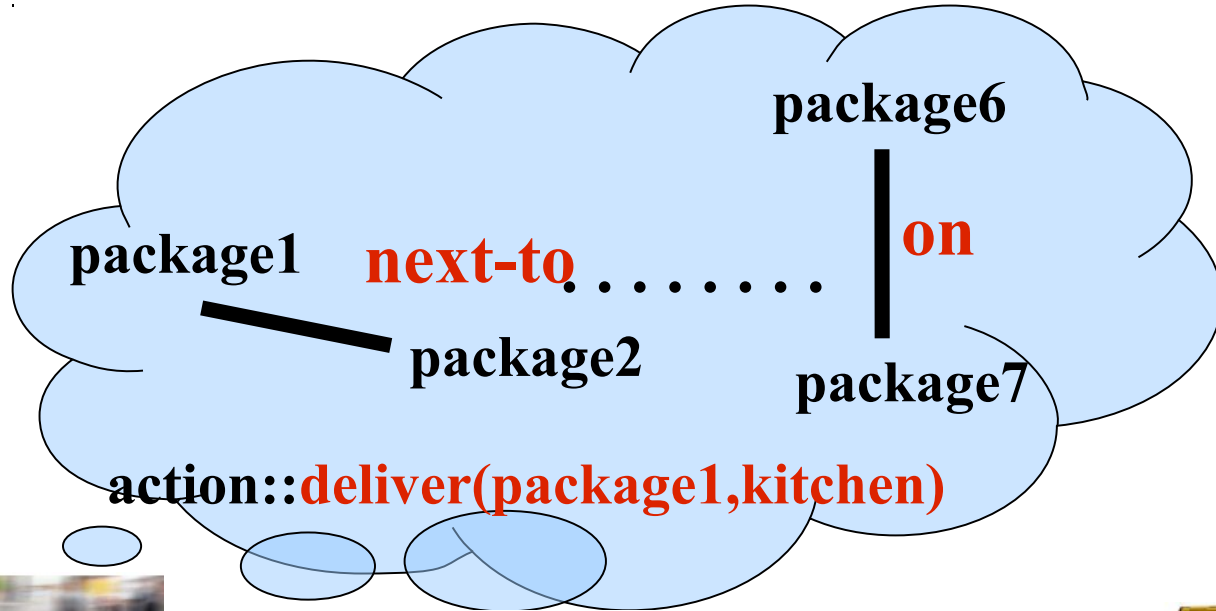 package6
on
package1 next-to ........
package2
package7
action::deliver(package1,kitchen)